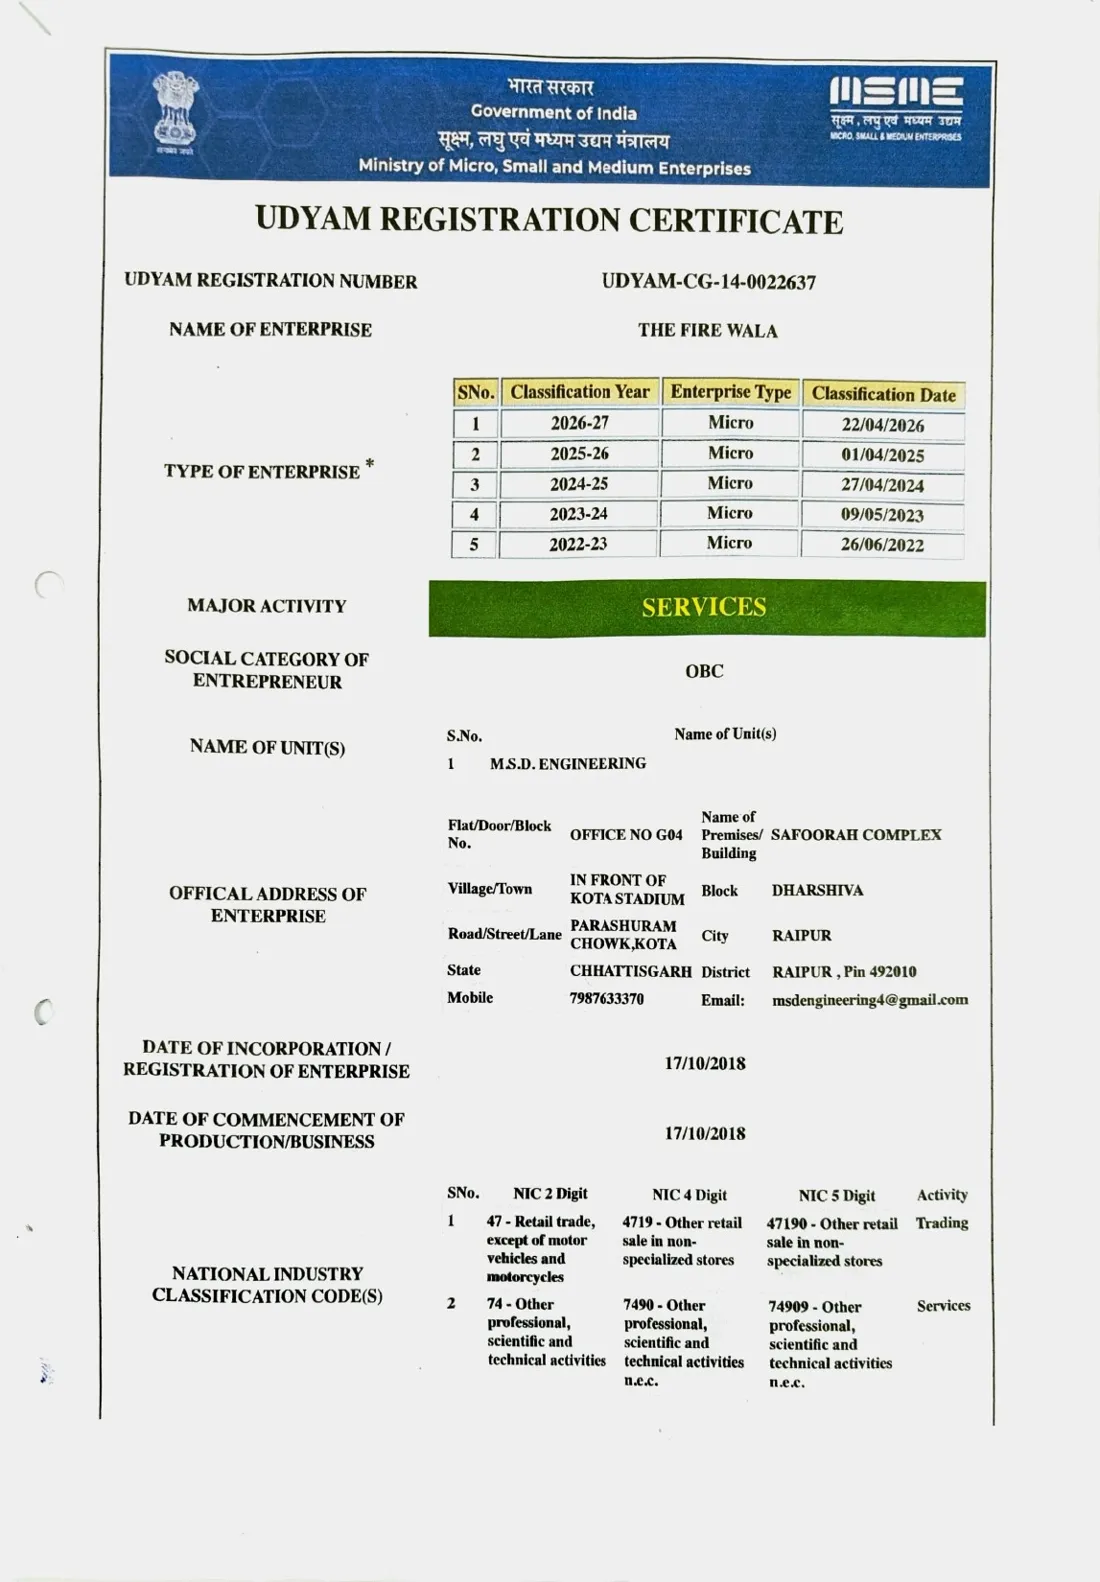 भारत सरकार
Government of India
सूक्ष्म, लघु एवं मध्यम उद्यम मंत्रालय
Ministry of Micro, Small and Medium Enterprises
MSME
सूक्ष्म, लघु एवं मध्यम उद्यम
MICRO, SMALL & MEDIUM ENTERPRISES
सत्यमेव जयते
UDYAM REGISTRATION CERTIFICATE
UDYAM REGISTRATION NUMBER UDYAM-CG-14-0022637
NAME OF ENTERPRISE THE FIRE WALA
TYPE OF ENTERPRISE *
SNo. Classification Year Enterprise Type Classification Date
1 2026-27 Micro 22/04/2026
2 2025-26 Micro 01/04/2025
3 2024-25 Micro 27/04/2024
4 2023-24 Micro 09/05/2023
5 2022-23 Micro 26/06/2022
MAJOR ACTIVITY SERVICES
SOCIAL CATEGORY OF
ENTREPRENEUR
OBC
NAME OF UNIT(S)
S.No. Name of Unit(s)
1 M.S.D. ENGINEERING
OFFICAL ADDRESS OF
ENTERPRISE
Flat/Door/Block
No.
OFFICE NO G04
Name of
Premises/
Building
SAFOORAH COMPLEX
Village/Town
IN FRONT OF
KOTA STADIUM
Block DHARSHIVA
Road/Street/Lane
PARASHURAM
CHOWK,KOTA
City RAIPUR
State CHHATTISGARH District RAIPUR , Pin 492010
Mobile 7987633370 Email: msdengineering4@gmail.com
DATE OF INCORPORATION /
REGISTRATION OF ENTERPRISE
17/10/2018
DATE OF COMMENCEMENT OF
PRODUCTION/BUSINESS
17/10/2018
NATIONAL INDUSTRY
CLASSIFICATION CODE(S)
SNo. NIC 2 Digit NIC 4 Digit NIC 5 Digit Activity
1
47 - Retail trade,
except of motor
vehicles and
motorcycles
4719 - Other retail
sale in non-
specialized stores
47190 - Other retail
sale in non-
specialized stores
Trading
2
74 - Other
professional,
scientific and
technical activities
7490 - Other
professional,
scientific and
technical activities
n.e.c.
74909 - Other
professional,
scientific and
technical activities
n.e.c.
Services